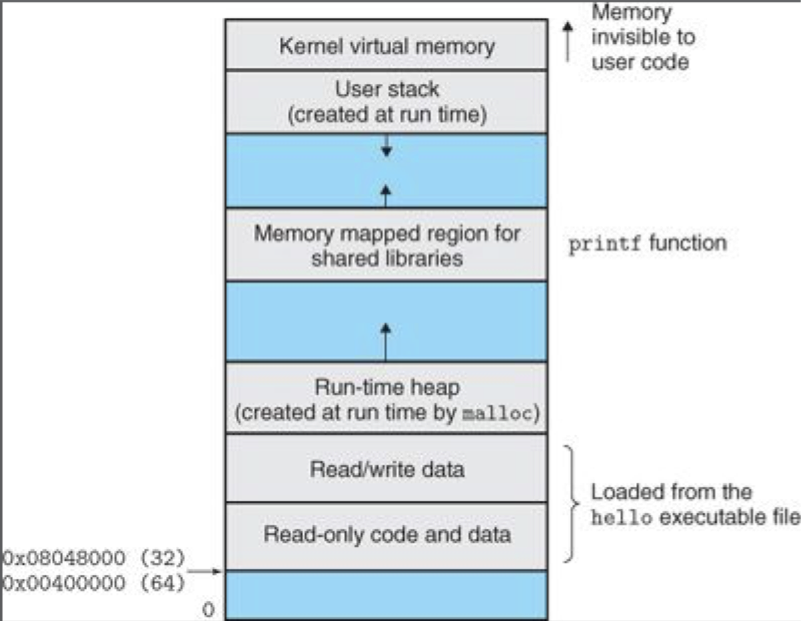 Memory
invisible to
user code
Kernel virtual memory
User stack
(created at run time)
Memory mapped region for
shared libraries
printf function
Run-time heap
(created at run time by malloc)
Read/write data
Loaded from the
hello executable file
Read-only code and data
0x08048000 (32)
0x00400000 (64)
0